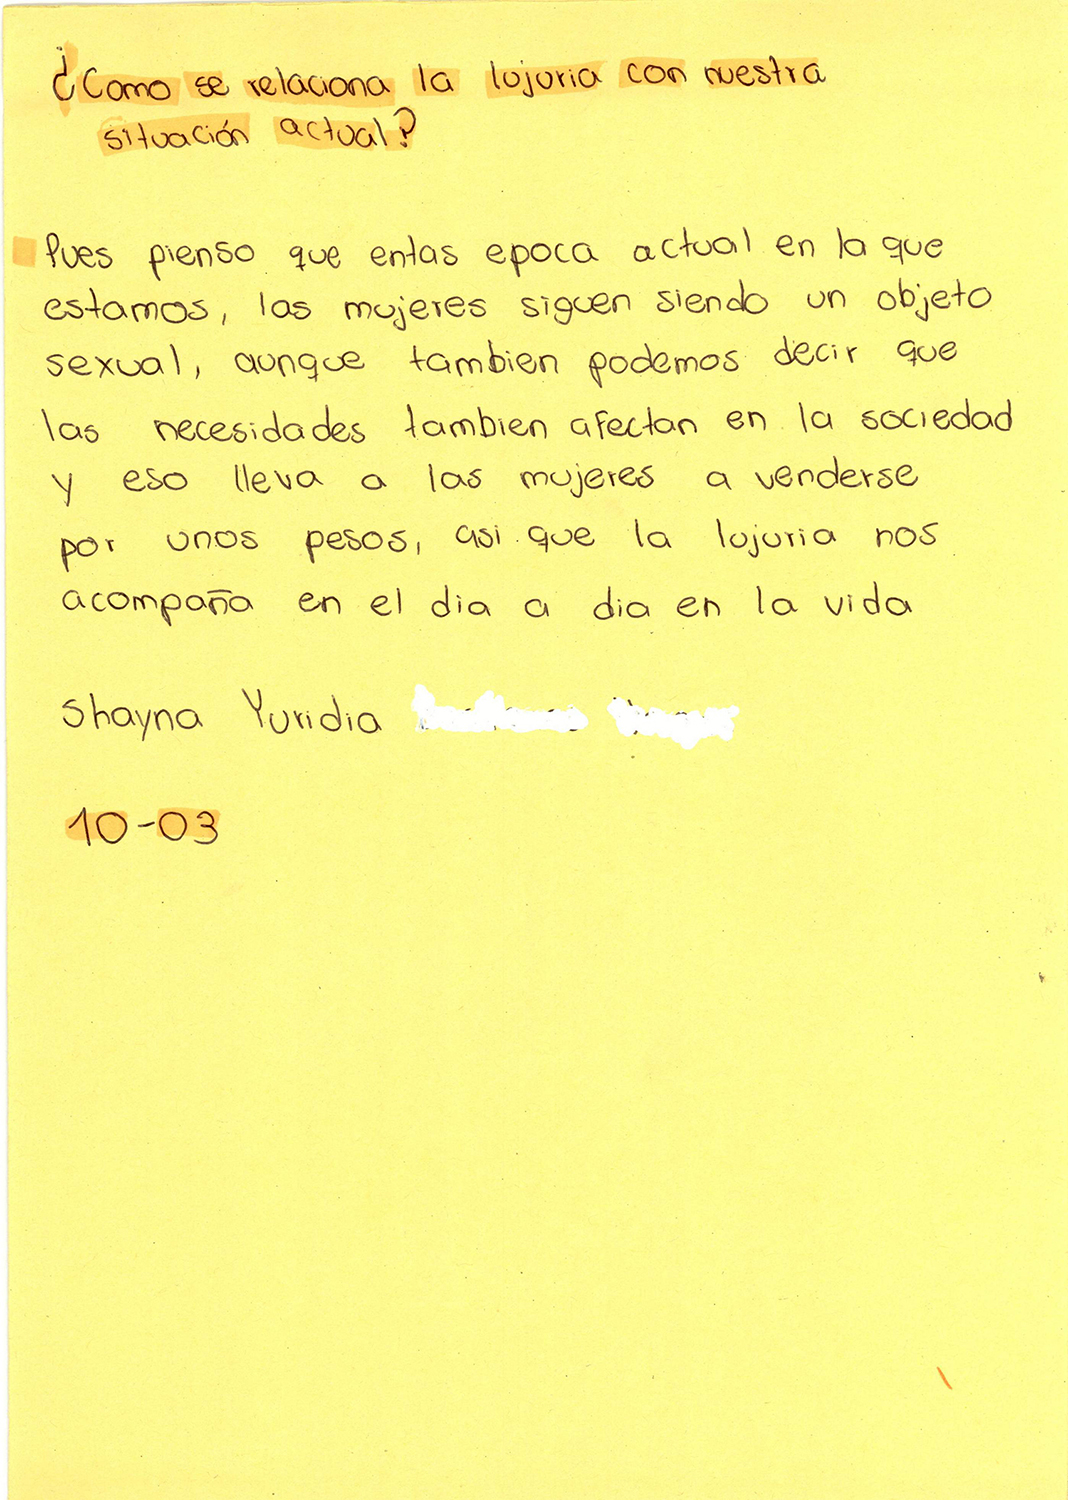 ¿Como se relaciona la lujuria con nuestra
situación actual?
Pues pienso que entas epoca actual en la que
estamos, las mujeres siguen siendo un objeto
sexual, aunque tambien podemos decir que
las necesidades tambien afectan en la sociedad
y eso lleva a las mujeres a venderse
por unos pesos, asi que la lujuria nos
acompaña en el dia a dia en la vida
Shayna Yuridia
10-03